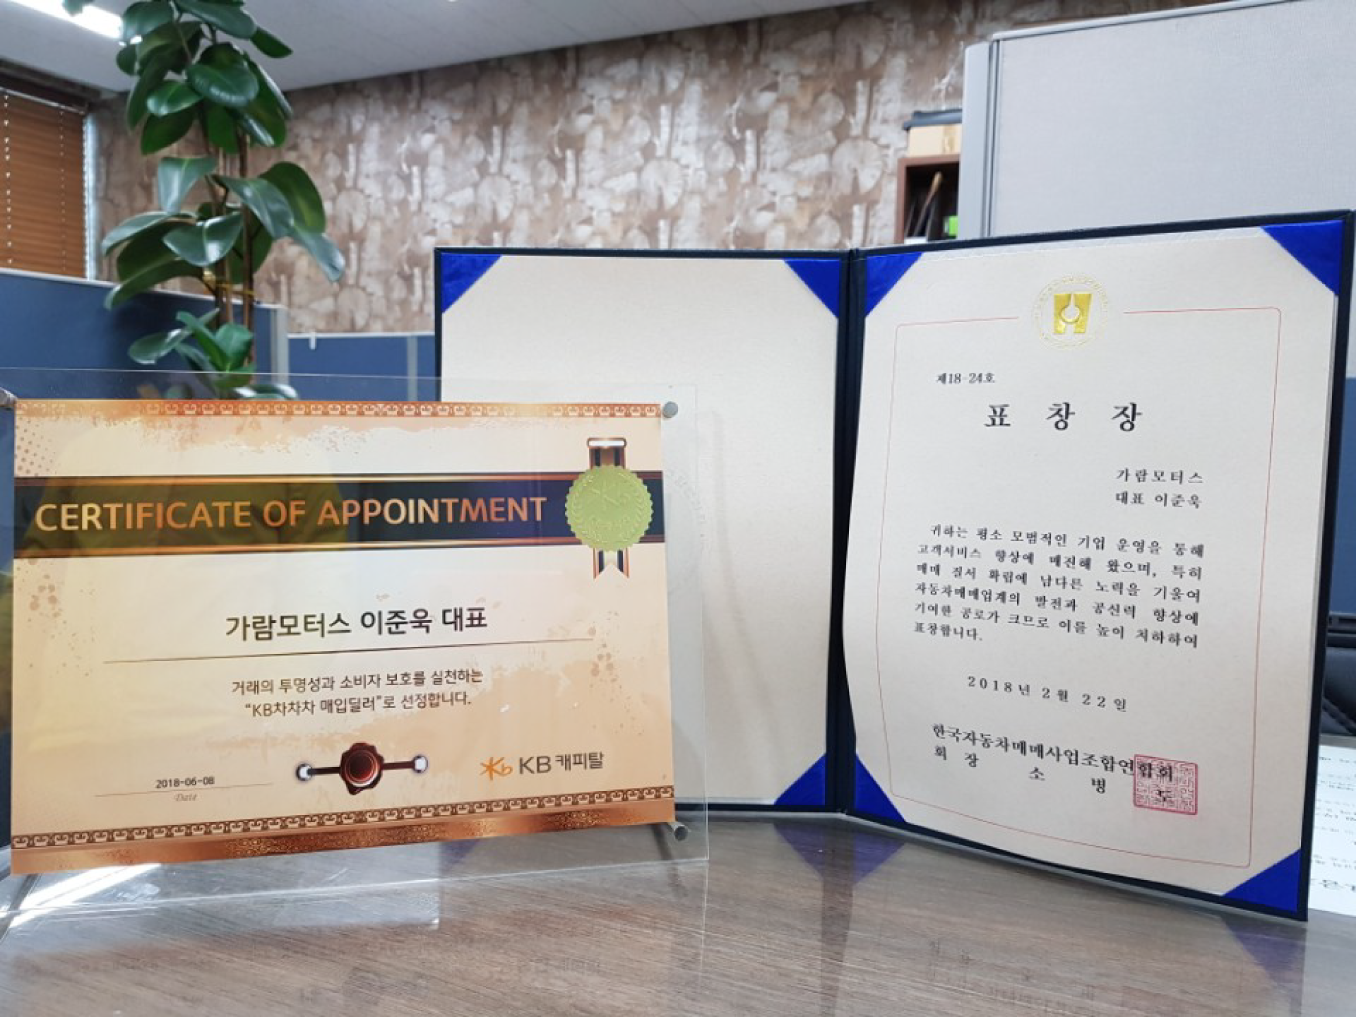 CERTIFICATE OF APPOINTMENT
가람모터스 이준욱 대표
거래의 투명성과 소비자 보호를 실천하는
“KB차차차 매입딜러”로 선정합니다.
2018-06-08
Date
KB 캐피탈
제18-24호
표 창 장
가람모터스
대표 이준욱
귀하는 평소 모범적인 기업 운영을 통해
고객서비스 향상에 매진해 왔으며, 특히
매매 질서 확립에 남다른 노력을 기울여
자동차매매업계의 발전과 공신력 향상에
기여한 공로가 크므로 이를 높이 치하하여
표창합니다.
2018년 2월 22일
한국자동차매매사업조합연합회
회 장 소 병 도